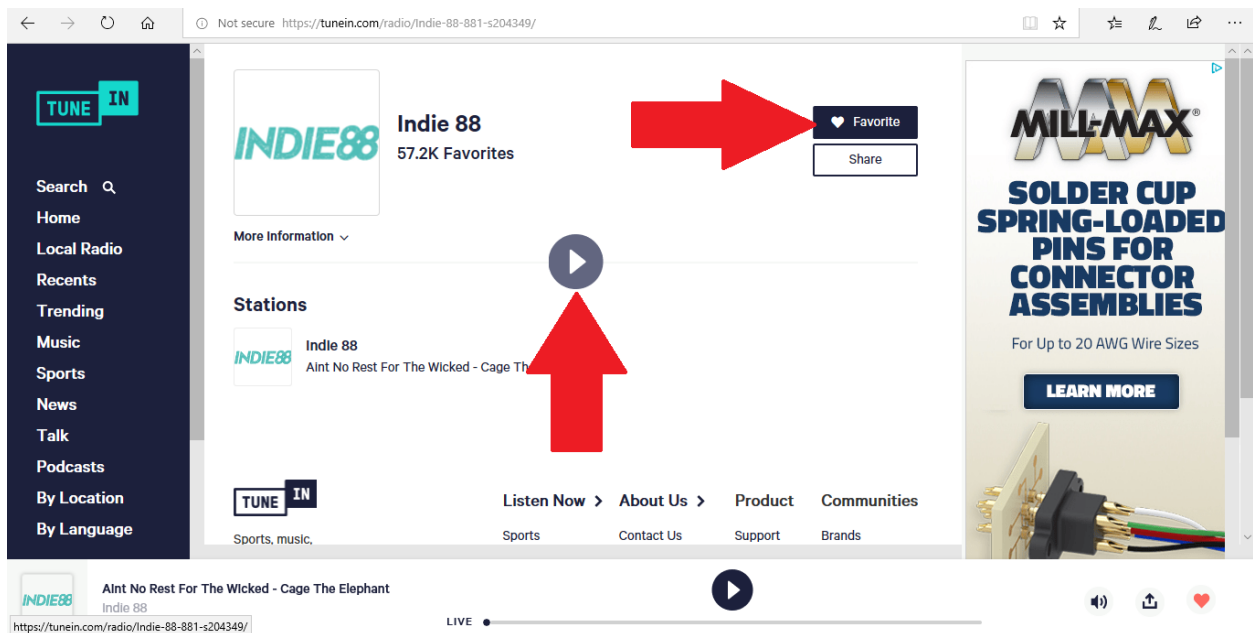 Not secure https://tunein.com/radio/Indie-88-881-s204349/
TUNE IN
Search
Home
Local Radio
Recents
Trending
Music
Sports
News
Talk
Podcasts
By Location
By Language
INDIE88
Indie 88
57.2K Favorites
Favorite
Share
More Information
Stations
INDIE88
Indie 88
Aint No Rest For The Wicked - Cage Th
TUNE IN
Sports, music,
Listen Now
Sports
About Us
Contact Us
Product
Support
Communities
Brands
MILL-MAX®
SOLDER CUP
SPRING-LOADED
PINS FOR
CONNECTOR
ASSEMBLIES
For Up to 20 AWG Wire Sizes
LEARN MORE
INDIE88
AInt No Rest For The WIcked - Cage The Elephant
Indie 88
LIVE
https://tunein.com/radio/Indie-88-881-s204349/